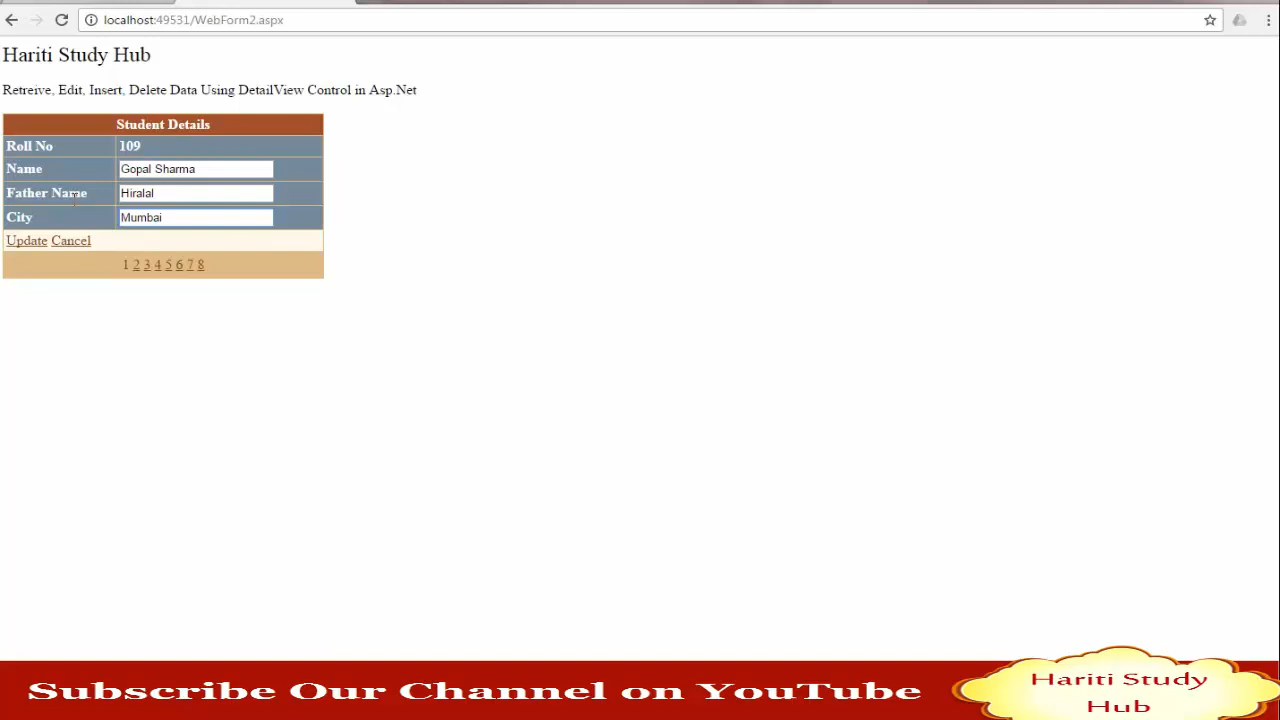 localhost:49531/WebForm2.aspx
Hariti Study Hub
Retreive, Edit, Insert, Delete Data Using DetailView Control in Asp.Net
Student Details
Roll No 109
Name Gopal Sharma
Father Name Hiralal
City Mumbai
Update Cancel
1 2 3 4 5 6 7 8
Subscribe Our Channel on YouTube
Hariti Study
Hub